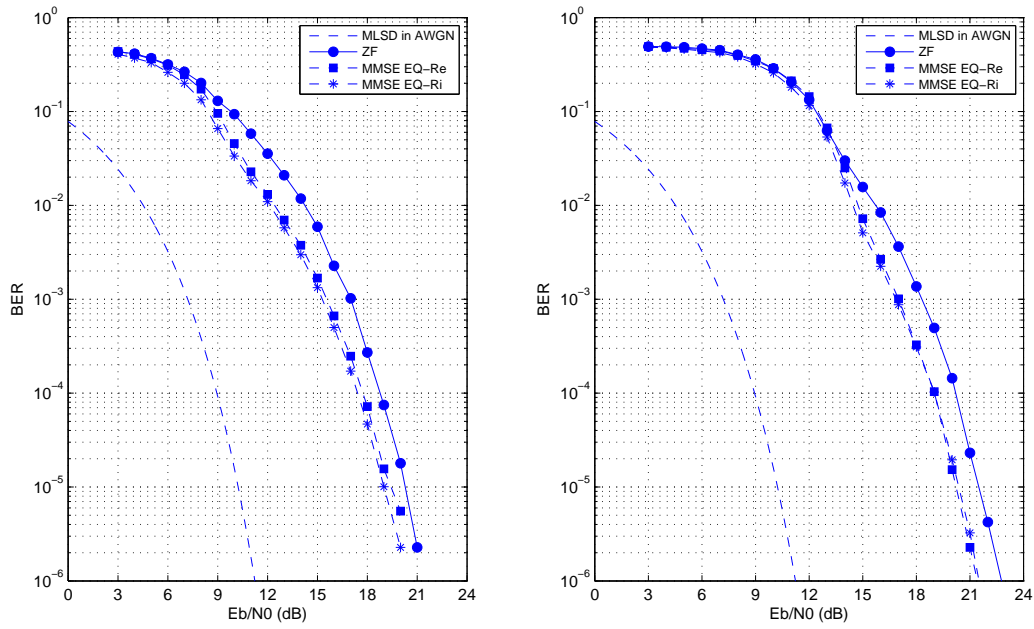 MLSD in AWGN
ZF
MMSE EQ−Re
MMSE EQ−Ri
10^0
10^−1
10^−2
10^−3
10^−4
10^−5
10^−6
BER
0 3 6 9 12 15 18 21 24
Eb/N0 (dB)
MLSD in AWGN
ZF
MMSE EQ−Re
MMSE EQ−Ri
10^0
10^−1
10^−2
10^−3
10^−4
10^−5
10^−6
BER
0 3 6 9 12 15 18 21 24
Eb/N0 (dB)